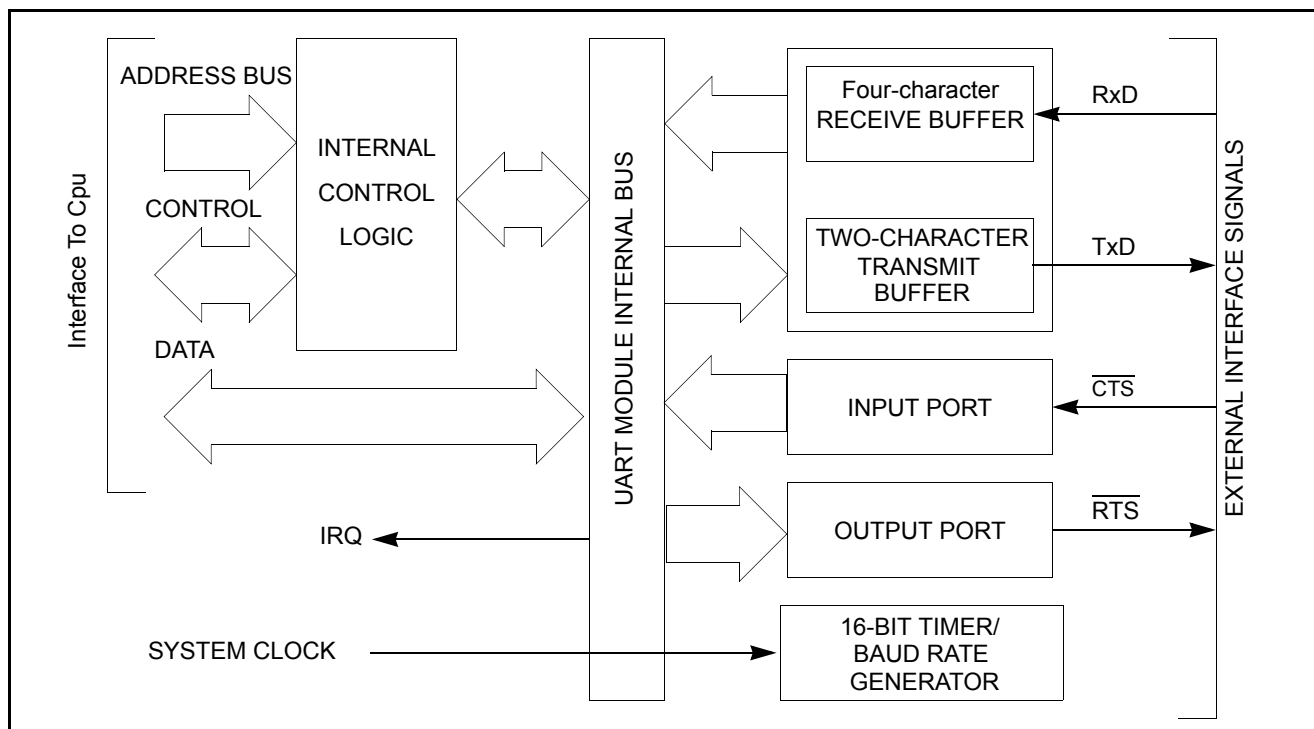 Interface To Cpu
ADDRESS BUS
CONTROL
DATA
INTERNAL
CONTROL
LOGIC
IRQ
SYSTEM CLOCK
UART MODULE INTERNAL BUS
Four-character
RECEIVE BUFFER
TWO-CHARACTER
TRANSMIT
BUFFER
INPUT PORT
OUTPUT PORT
16-BIT TIMER/
BAUD RATE
GENERATOR
RxD
TxD
C̅T̅S̅
R̅T̅S̅
EXTERNAL INTERFACE SIGNALS